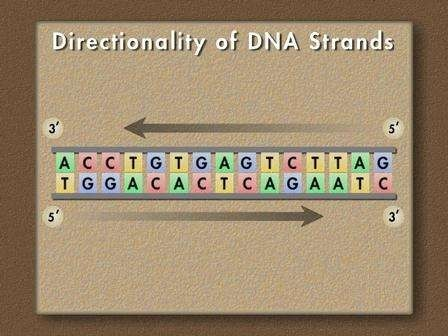 Directionality of DNA Strands
3' 5'
A C C T G T G A G T C T T A G
T G G A C A C T C A G A A T C
5' 3'